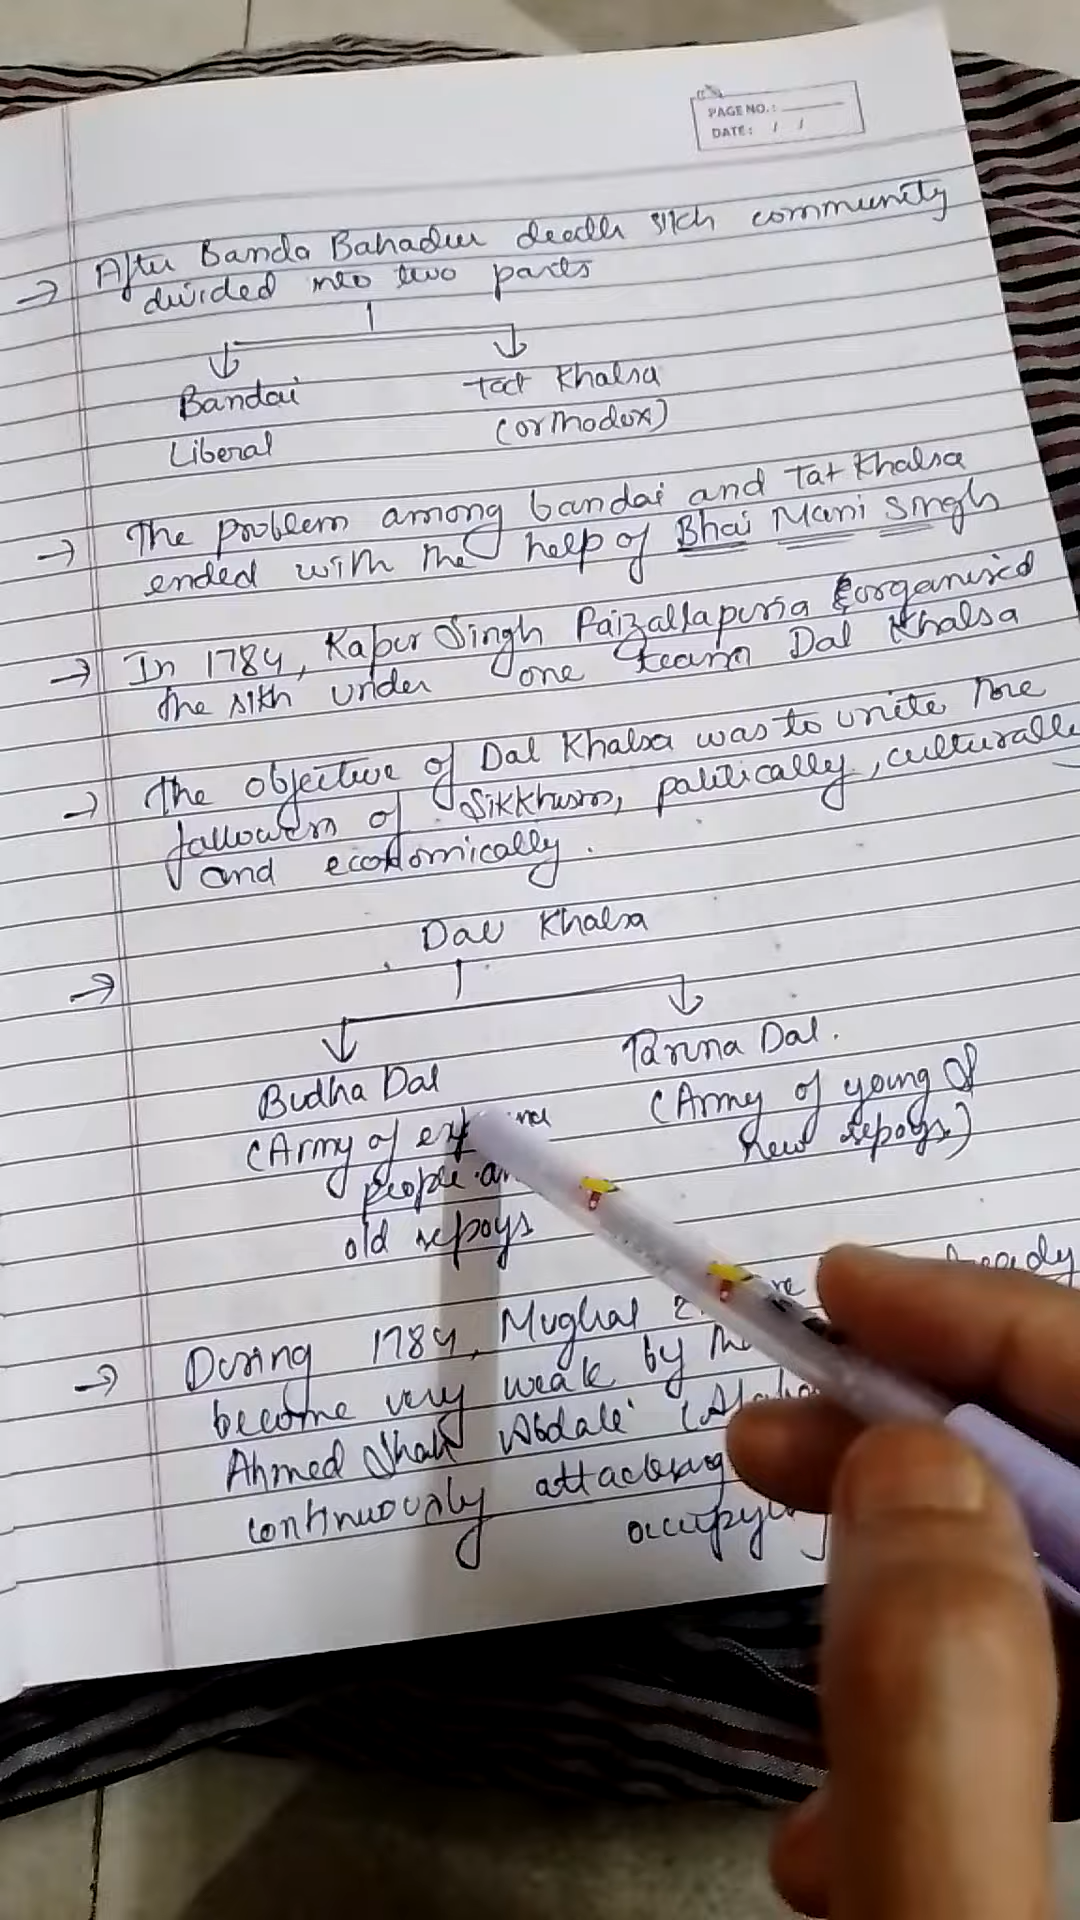 PAGE NO.:
DATE: / /
After Banda Bahadur death sikh community
divided into two parts
Bandai
Tat Khalsa
Liberal
(orthodox)
The problem among bandai and Tat Khalsa
ended with the help of Bhai Mani Singh
In 1784, Kapur Singh Faizallapuria organised
the sikh under one team Dal Khalsa
The objective of Dal Khalsa was to unite the
followers of Sikkhism, politically, culturally
and economically.
Dal Khalsa
Budha Dal
Taruna Dal.
(Army of
people
old sepoys
(Army of young &
new sepoys.)
During 1784, Mughal
become very weak by the
Ahmed Shah Abdali
continuously attacking
occupying